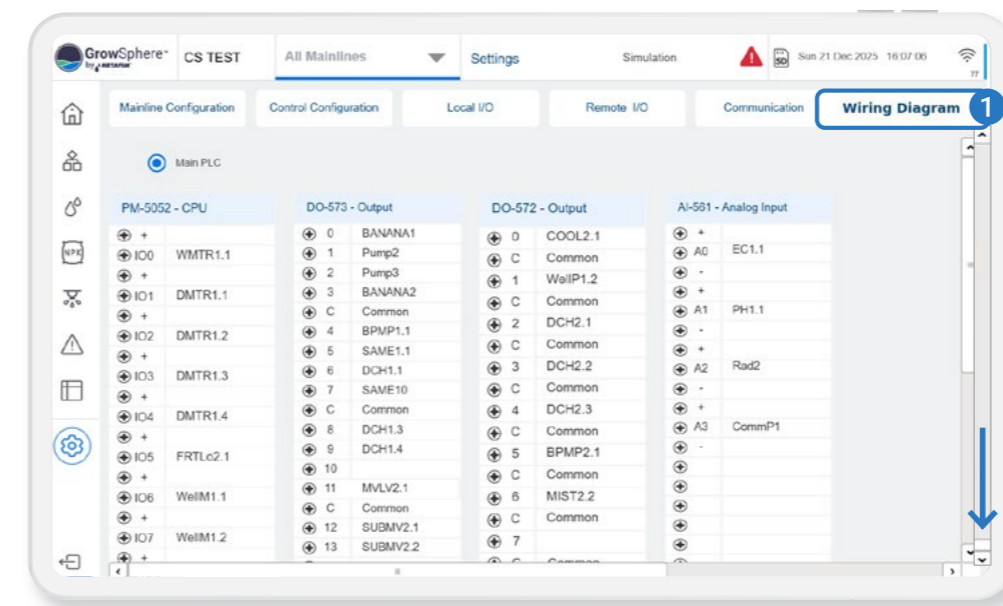 GrowSphere™
by NETAFIM
CS TEST
All Mainlines
Settings
Simulation
SD
Sun 21 Dec 2025 16:07:06
77
Mainline Configuration
Control Configuration
Local I/O
Remote I/O
Communication
Wiring Diagram
1
Main PLC
NPK
PM-5052 - CPU
+
IO0 WMTR1.1
+
IO1 DMTR1.1
+
IO2 DMTR1.2
+
IO3 DMTR1.3
+
IO4 DMTR1.4
+
IO5 FRTLo2.1
+
IO6 WellM1.1
+
IO7 WellM1.2
+
DO-573 - Output
0 BANANA1
1 Pump2
2 Pump3
3 BANANA2
C Common
4 BPMP1.1
5 SAME1.1
6 DCH1.1
7 SAME10
C Common
8 DCH1.3
9 DCH1.4
10
11 MVLV2.1
C Common
12 SUBMV2.1
13 SUBMV2.2
DO-572 - Output
0 COOL2.1
C Common
1 WellP1.2
C Common
2 DCH2.1
C Common
3 DCH2.2
C Common
4 DCH2.3
C Common
5 BPMP2.1
C Common
6 MIST2.2
C Common
7
C Common
AI-561 - Analog Input
+
A0 EC1.1
-
+
A1 PH1.1
-
+
A2 Rad2
-
+
A3 CommP1
-